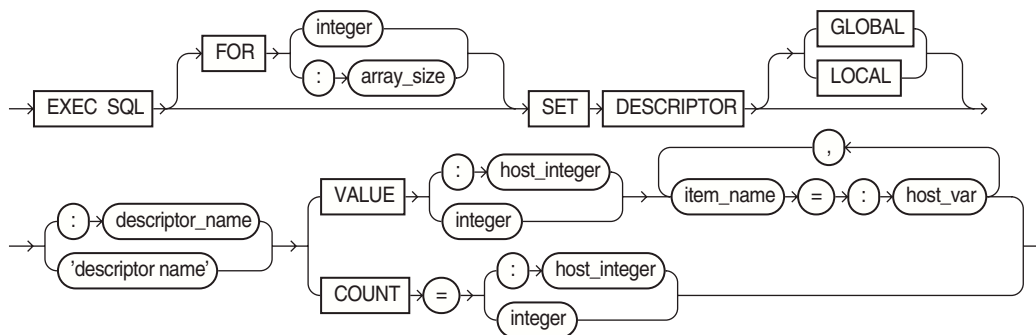 integer
GLOBAL
FOR
: array_size
LOCAL
EXEC SQL SET DESCRIPTOR
,
: host_integer
VALUE item_name = : host_var
: descriptor_name
integer
'descriptor name'
: host_integer
COUNT =
integer